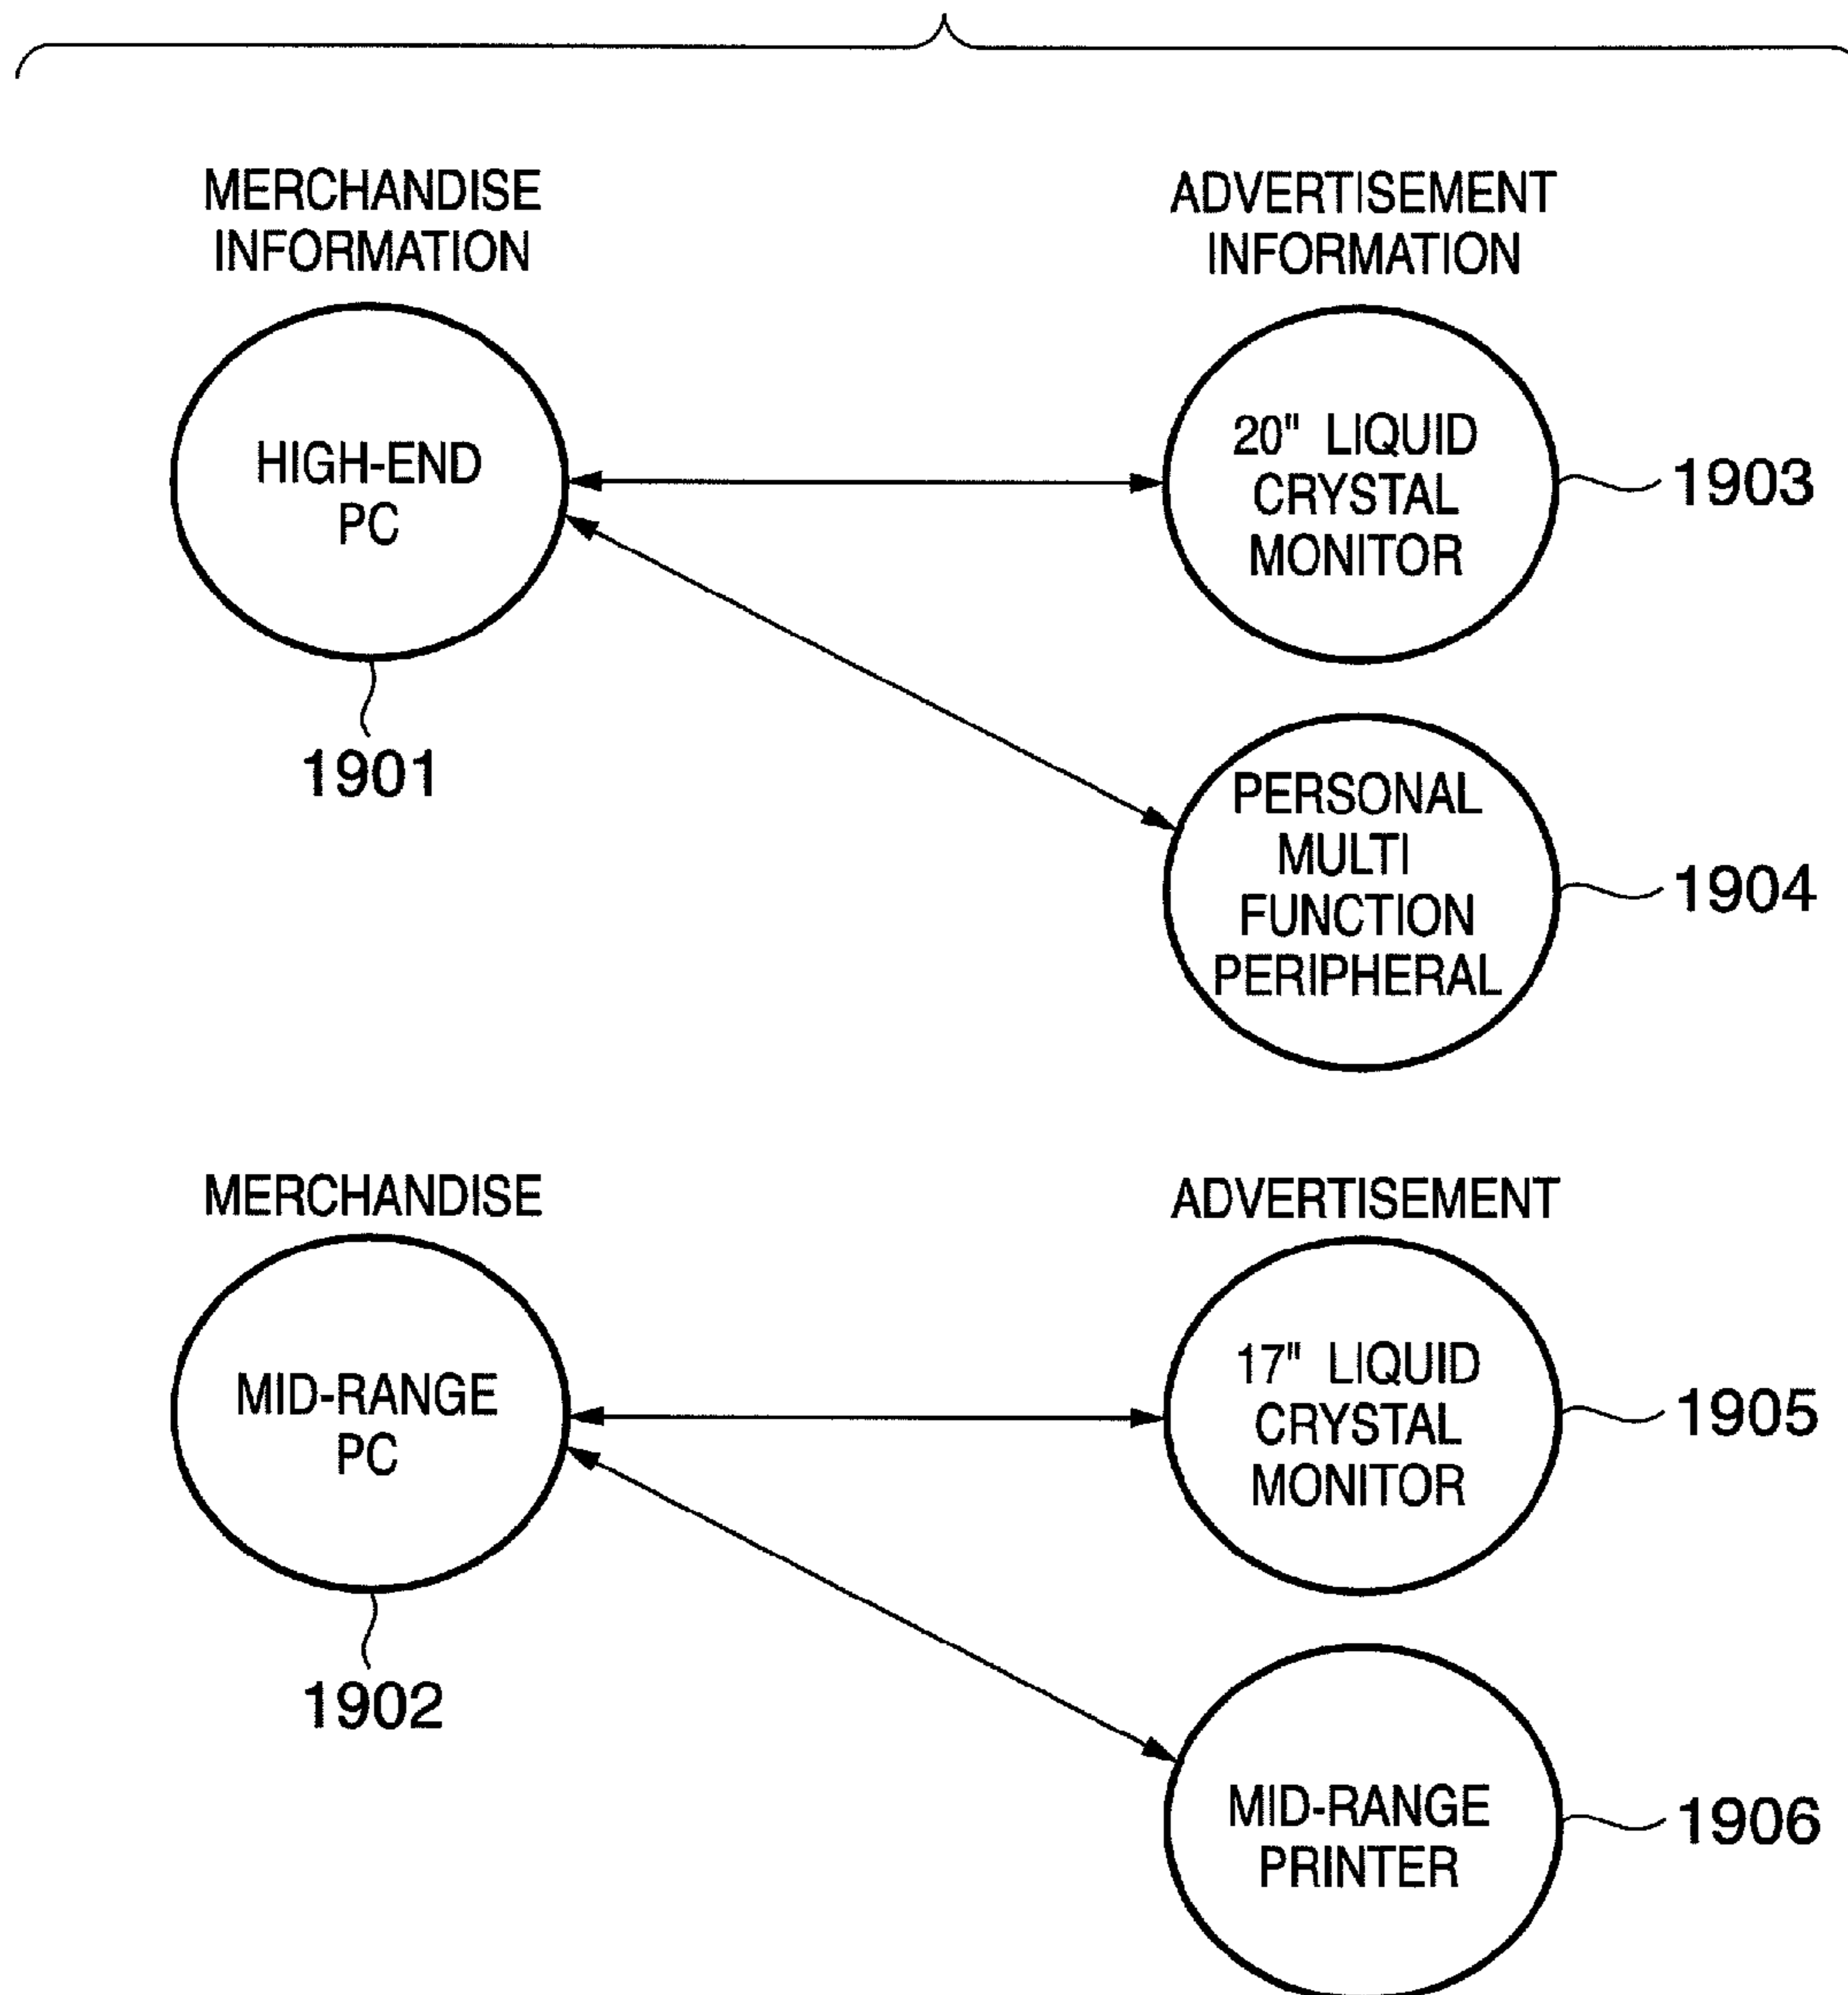 MERCHANDISE
INFORMATION
ADVERTISEMENT
INFORMATION
HIGH-END
PC
1901
20" LIQUID
CRYSTAL
MONITOR
1903
PERSONAL
MULTI
FUNCTION
PERIPHERAL
1904
MERCHANDISE
ADVERTISEMENT
MID-RANGE
PC
1902
17" LIQUID
CRYSTAL
MONITOR
1905
MID-RANGE
PRINTER
1906